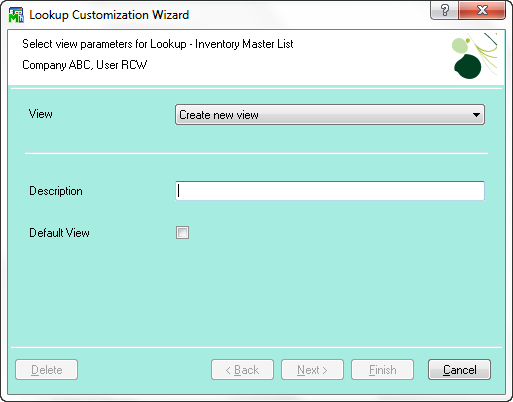 Lookup Customization Wizard
Select view parameters for Lookup - Inventory Master List
Company ABC, User RCW
View
Create new view
Description
Default View
Delete
< Back
Next >
Finish
Cancel